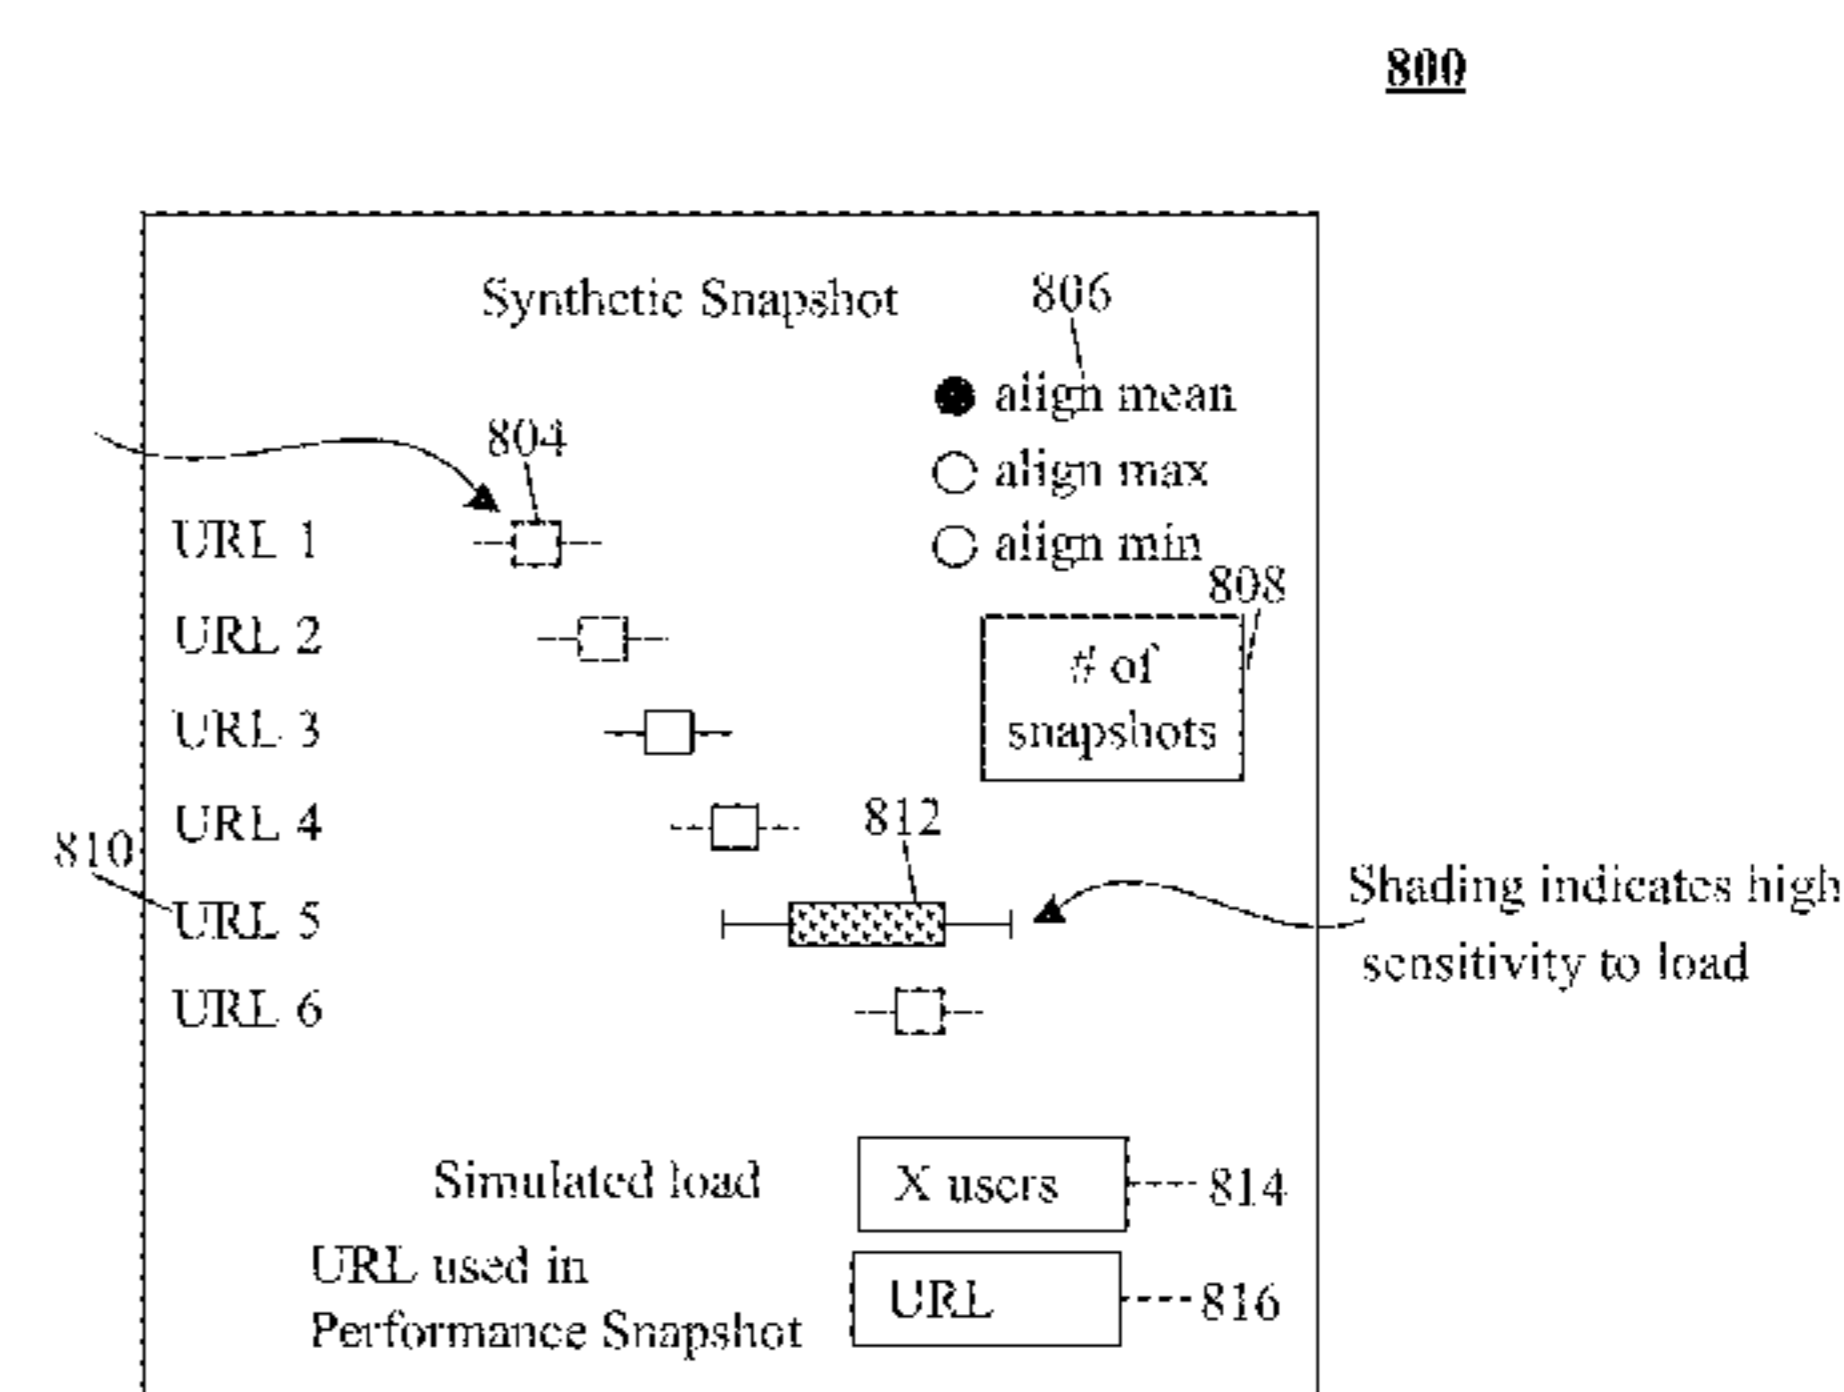 800
Synthetic Snapshot
806
align mean
804
align max
URL 1
align min
808
URL 2
# of
snapshots
URL 3
URL 4
812
810
Shading indicates high
URL 5
sensitivity to load
URL 6
Simulated load
X users
814
URL used in
Performance Snapshot
URL
816